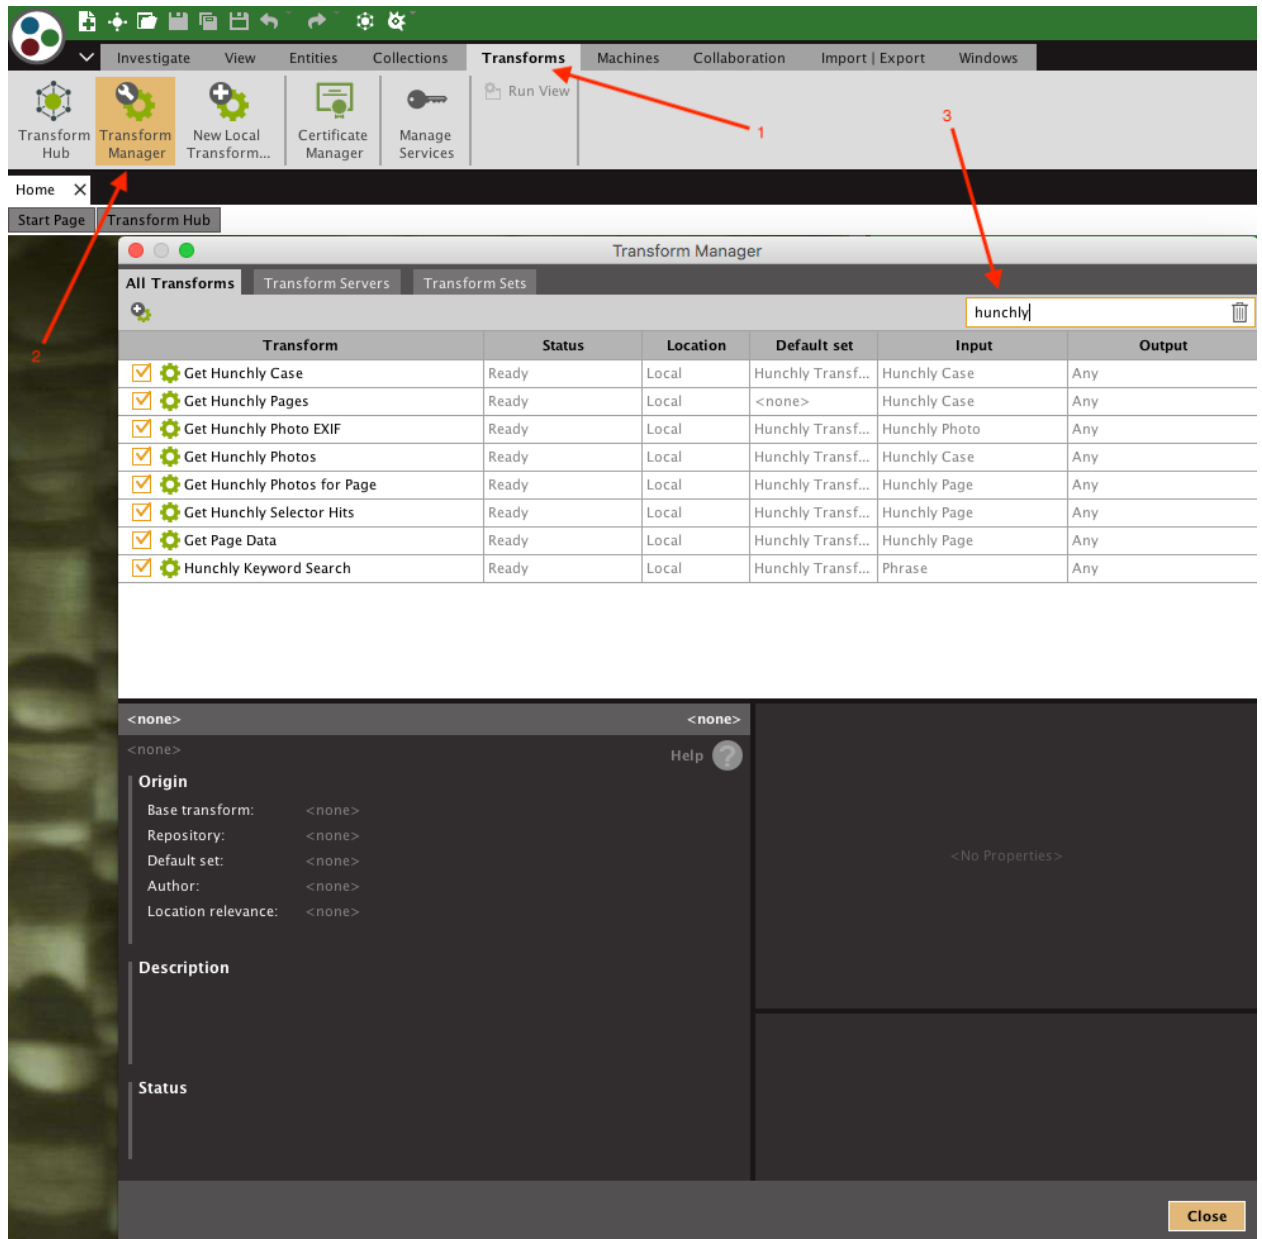 Investigate View Entities Collections Transforms Machines Collaboration Import | Export Windows
Transform Hub
Transform Manager
New Local Transform...
Certificate Manager
Manage Services
Run View
1
3
Home
Start Page Transform Hub
Transform Manager
All Transforms Transform Servers Transform Sets
2
hunchly
Transform Status Location Default set Input Output
Get Hunchly Case Ready Local Hunchly Transf... Hunchly Case Any
Get Hunchly Pages Ready Local <none> Hunchly Case Any
Get Hunchly Photo EXIF Ready Local Hunchly Transf... Hunchly Photo Any
Get Hunchly Photos Ready Local Hunchly Transf... Hunchly Case Any
Get Hunchly Photos for Page Ready Local Hunchly Transf... Hunchly Page Any
Get Hunchly Selector Hits Ready Local Hunchly Transf... Hunchly Page Any
Get Page Data Ready Local Hunchly Transf... Hunchly Page Any
Hunchly Keyword Search Ready Local Hunchly Transf... Phrase Any
<none> <none>
<none> Help ?
Origin
Base transform: <none>
Repository: <none>
Default set: <none>
Author: <none>
Location relevance: <none>
<No Properties>
Description
Status
Close